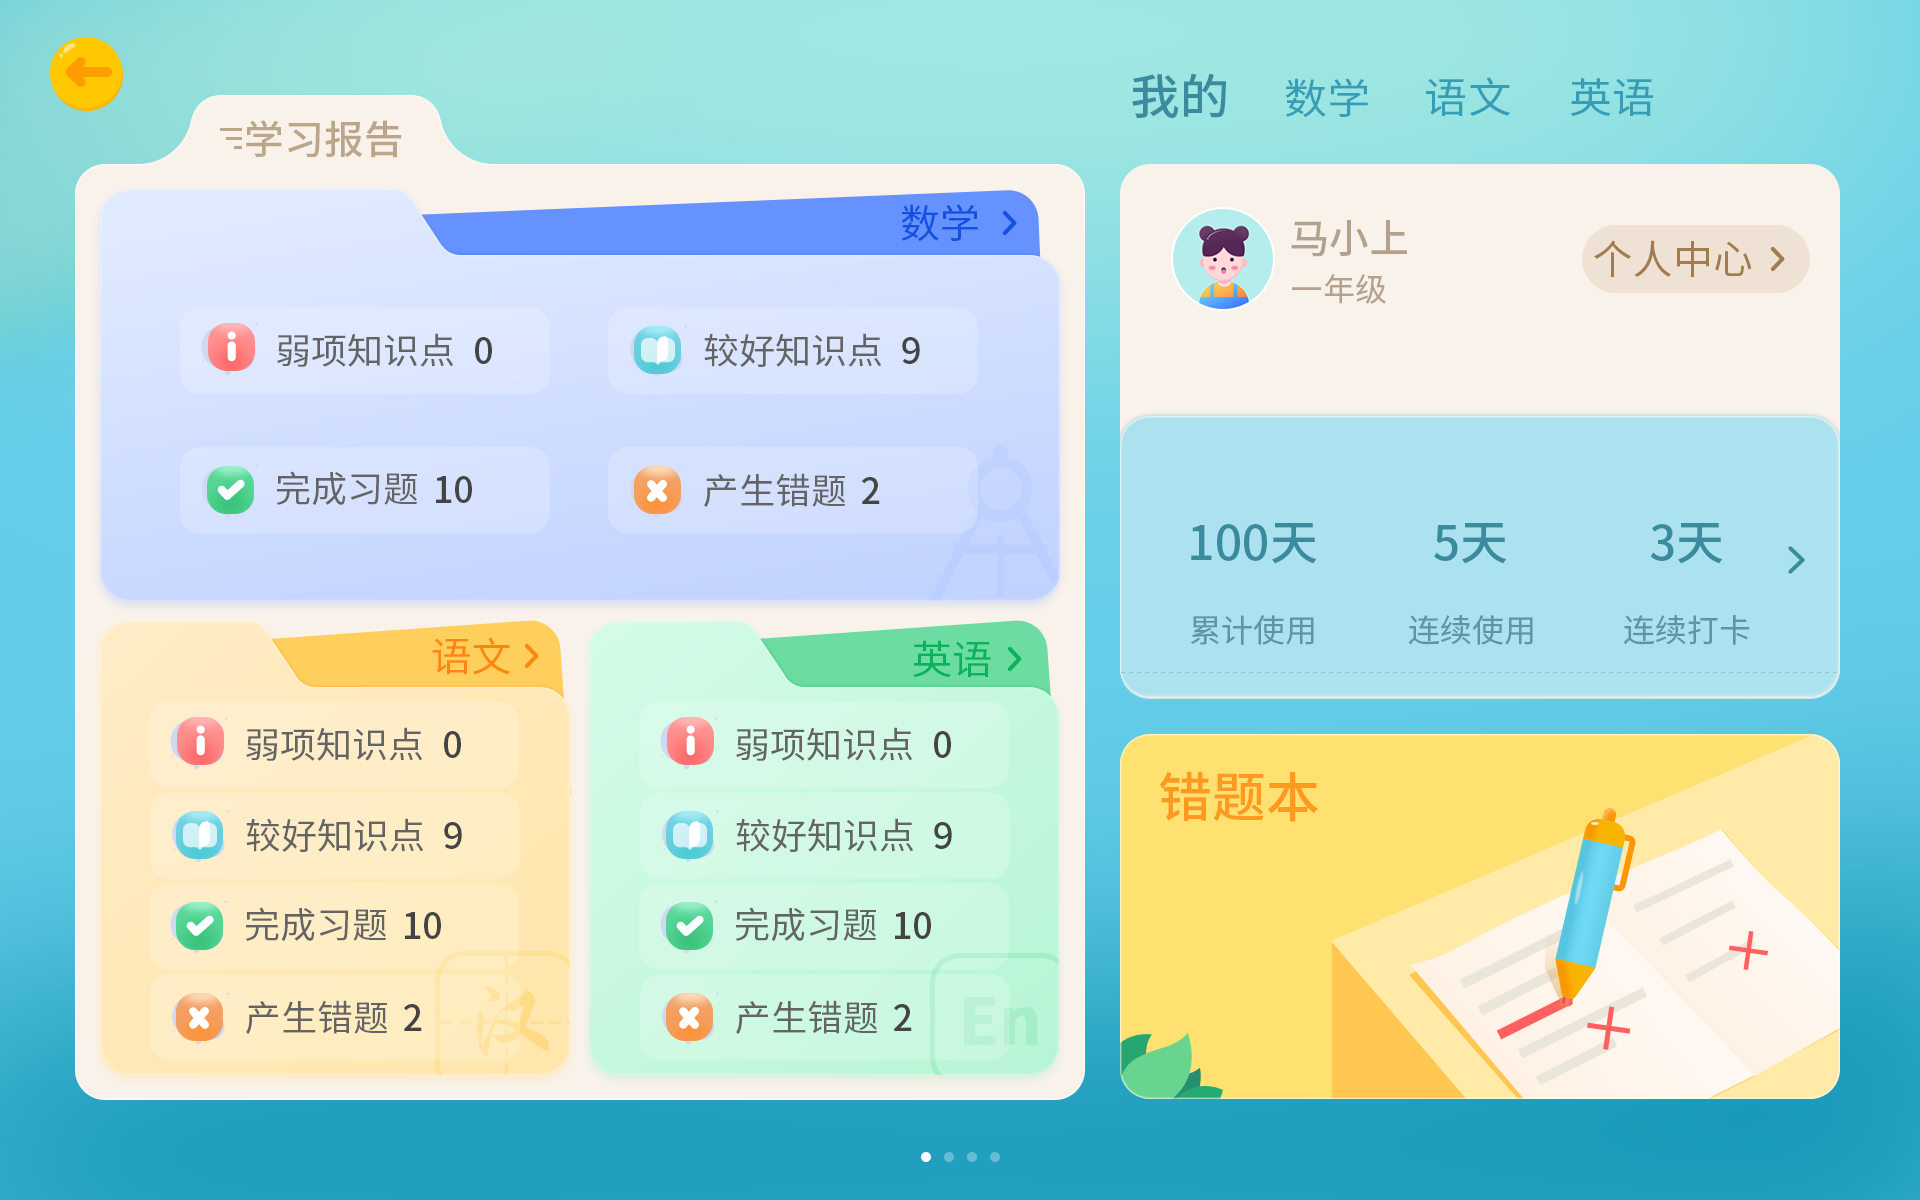 我的 数学 语文 英语
学习报告
数学
弱项知识点 0
较好知识点 9
完成习题 10
产生错题 2
语文
弱项知识点 0
较好知识点 9
完成习题 10
产生错题 2
汉
英语
弱项知识点 0
较好知识点 9
完成习题 10
产生错题 2
En
马小上
一年级
个人中心
100天 5天 3天
累计使用 连续使用 连续打卡
错题本